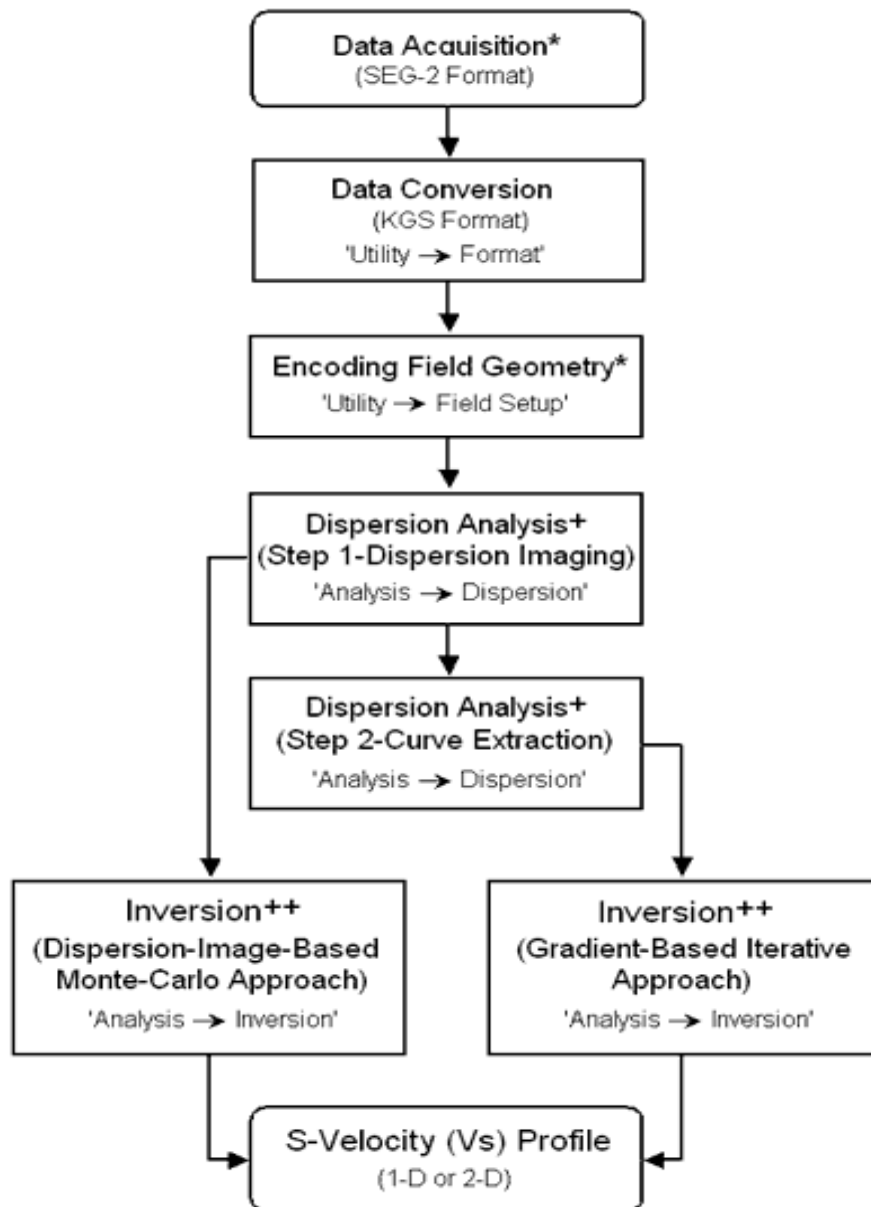 Data Acquisition*
(SEG-2 Format)
Data Conversion
(KGS Format)
'Utility → Format'
Encoding Field Geometry*
'Utility → Field Setup'
Dispersion Analysis+
(Step 1-Dispersion Imaging)
'Analysis → Dispersion'
Dispersion Analysis+
(Step 2-Curve Extraction)
'Analysis → Dispersion'
Inversion++
(Dispersion-Image-Based
Monte-Carlo Approach)
'Analysis → Inversion'
Inversion++
(Gradient-Based Iterative
Approach)
'Analysis → Inversion'
S-Velocity (Vs) Profile
(1-D or 2-D)